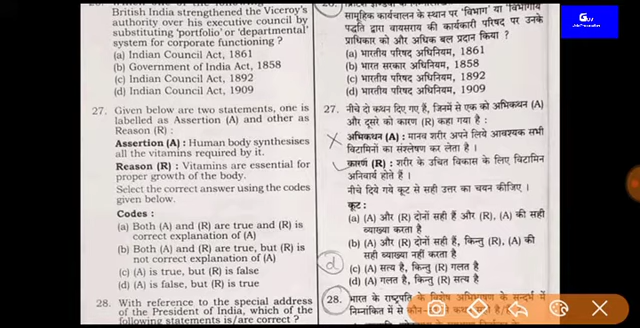 British India strengthened the Viceroy's
authority over his executive council by
substituting 'portfolio' or 'departmental'
system for corporate functioning ?
(a) Indian Council Act, 1861
(b) Government of India Act, 1858
(c) Indian Council Act, 1892
(d) Indian Council Act, 1909
27. Given below are two statements, one is
labelled as Assertion (A) and other as
Reason (R) :
Assertion (A) : Human body synthesises
all the vitamins required by it.
Reason (R) : Vitamins are essential for
proper growth of the body.
Select the correct answer using the codes
given below.
Codes :
(a) Both (A) and (R) are true and (R) is
correct explanation of (A)
(b) Both (A) and (R) are true, but (R) is
not correct explanation of (A)
(c) (A) is true, but (R) is false
(d) (A) is false, but (R) is true
28. With reference to the special address
of the President of India, which of the
following statements is/are correct ?
सामूहिक कार्यचालन के स्थान पर 'विभाग' या 'विभागीय
पद्धति द्वारा वायसराय की कार्यकारी परिषद पर उनके
प्राधिकार को और अधिक बल प्रदान किया ?
(a) भारतीय परिषद अधिनियम, 1861
(b) भारत सरकार अधिनियम, 1858
(c) भारतीय परिषद अधिनियम, 1892
(d) भारतीय परिषद अधिनियम, 1909
27. नीचे दो कथन दिए गए हैं, जिनमें से एक को अभिकथन (A)
और दूसरे को कारण (R) कहा गया है :
अभिकथन (A) : मानव शरीर अपने लिये आवश्यक सभी
विटामिनों का संश्लेषण कर लेता है ।
कारण (R) : शरीर के उचित विकास के लिए विटामिन
अनिवार्य होते हैं ।
नीचे दिये गये कूट से सही उत्तर का चयन कीजिए ।
कूट :
(a) (A) और (R) दोनों सही हैं और (R), (A) की सही
व्याख्या करता है
(b) (A) और (R) दोनों सही हैं, किन्तु (R), (A) की
सही व्याख्या नहीं करता है
d
(c) (A) सत्य है, किन्तु (R) गलत है
(d) (A) गलत है, किन्तु (R) सत्य है
28. भारत के राष्ट्रपति के विशेष अभिभाषण के सन्दर्भ में